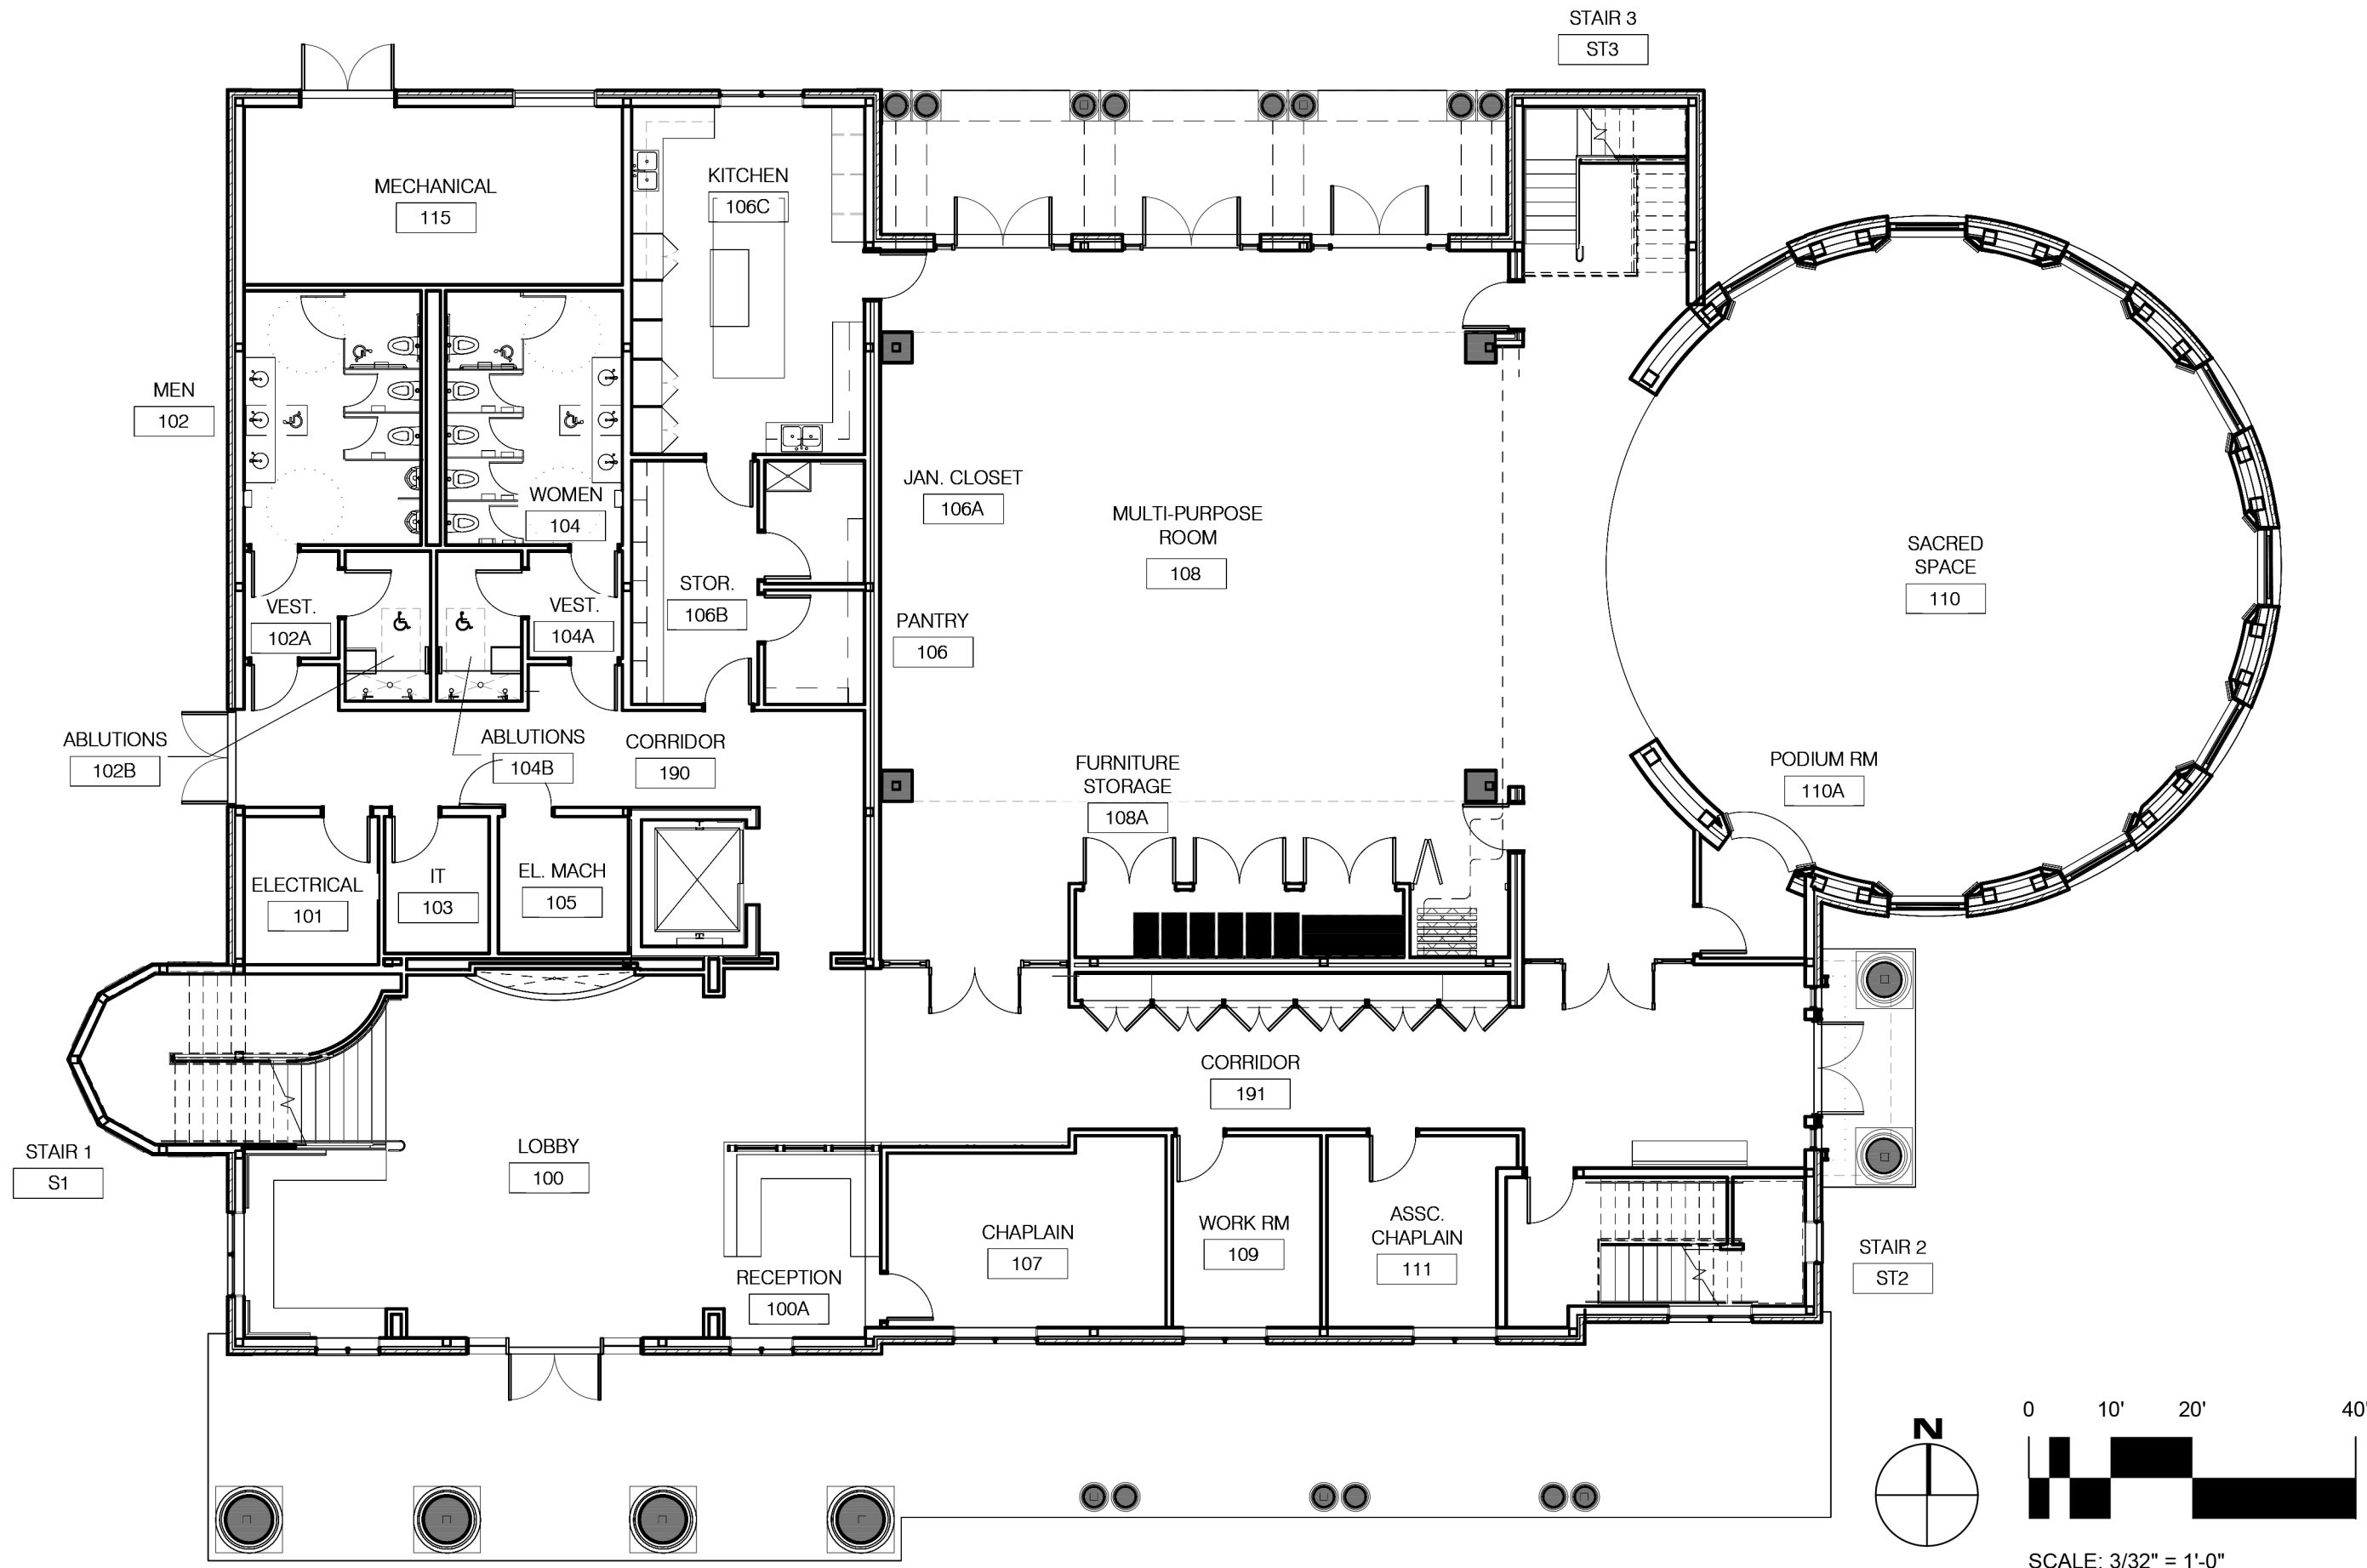 STAIR 3
ST3
MECHANICAL
115
KITCHEN
106C
MEN
102
WOMEN
104
JAN. CLOSET
106A
MULTI-PURPOSE
ROOM
108
SACRED
SPACE
110
VEST.
102A
VEST.
104A
STOR.
106B
PANTRY
106
ABLUTIONS
102B
ABLUTIONS
104B
CORRIDOR
190
FURNITURE
STORAGE
108A
PODIUM RM
110A
ELECTRICAL
101
IT
103
EL. MACH
105
CORRIDOR
191
STAIR 1
S1
LOBBY
100
RECEPTION
100A
CHAPLAIN
107
WORK RM
109
ASSC.
CHAPLAIN
111
STAIR 2
ST2
N
0 10' 20' 40'
SCALE: 3/32" = 1'-0"